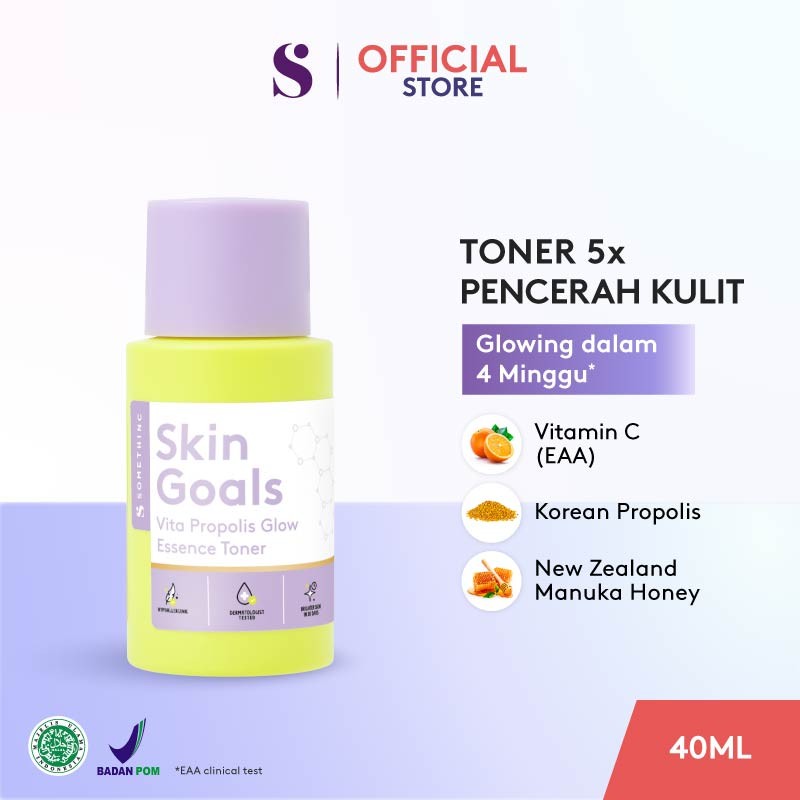 S
OFFICIAL
STORE
TONER 5x
PENCERAH KULIT
Glowing dalam
4 Minggu*
Vitamin C
(EAA)
Korean Propolis
New Zealand
Manuka Honey
S SOMETHINC
Skin
Goals
Vita Propolis Glow
Essence Toner
HYPOALLERGENIC
DERMATOLOGIST
TESTED
BADAN POM
*EAA clinical test
40ML